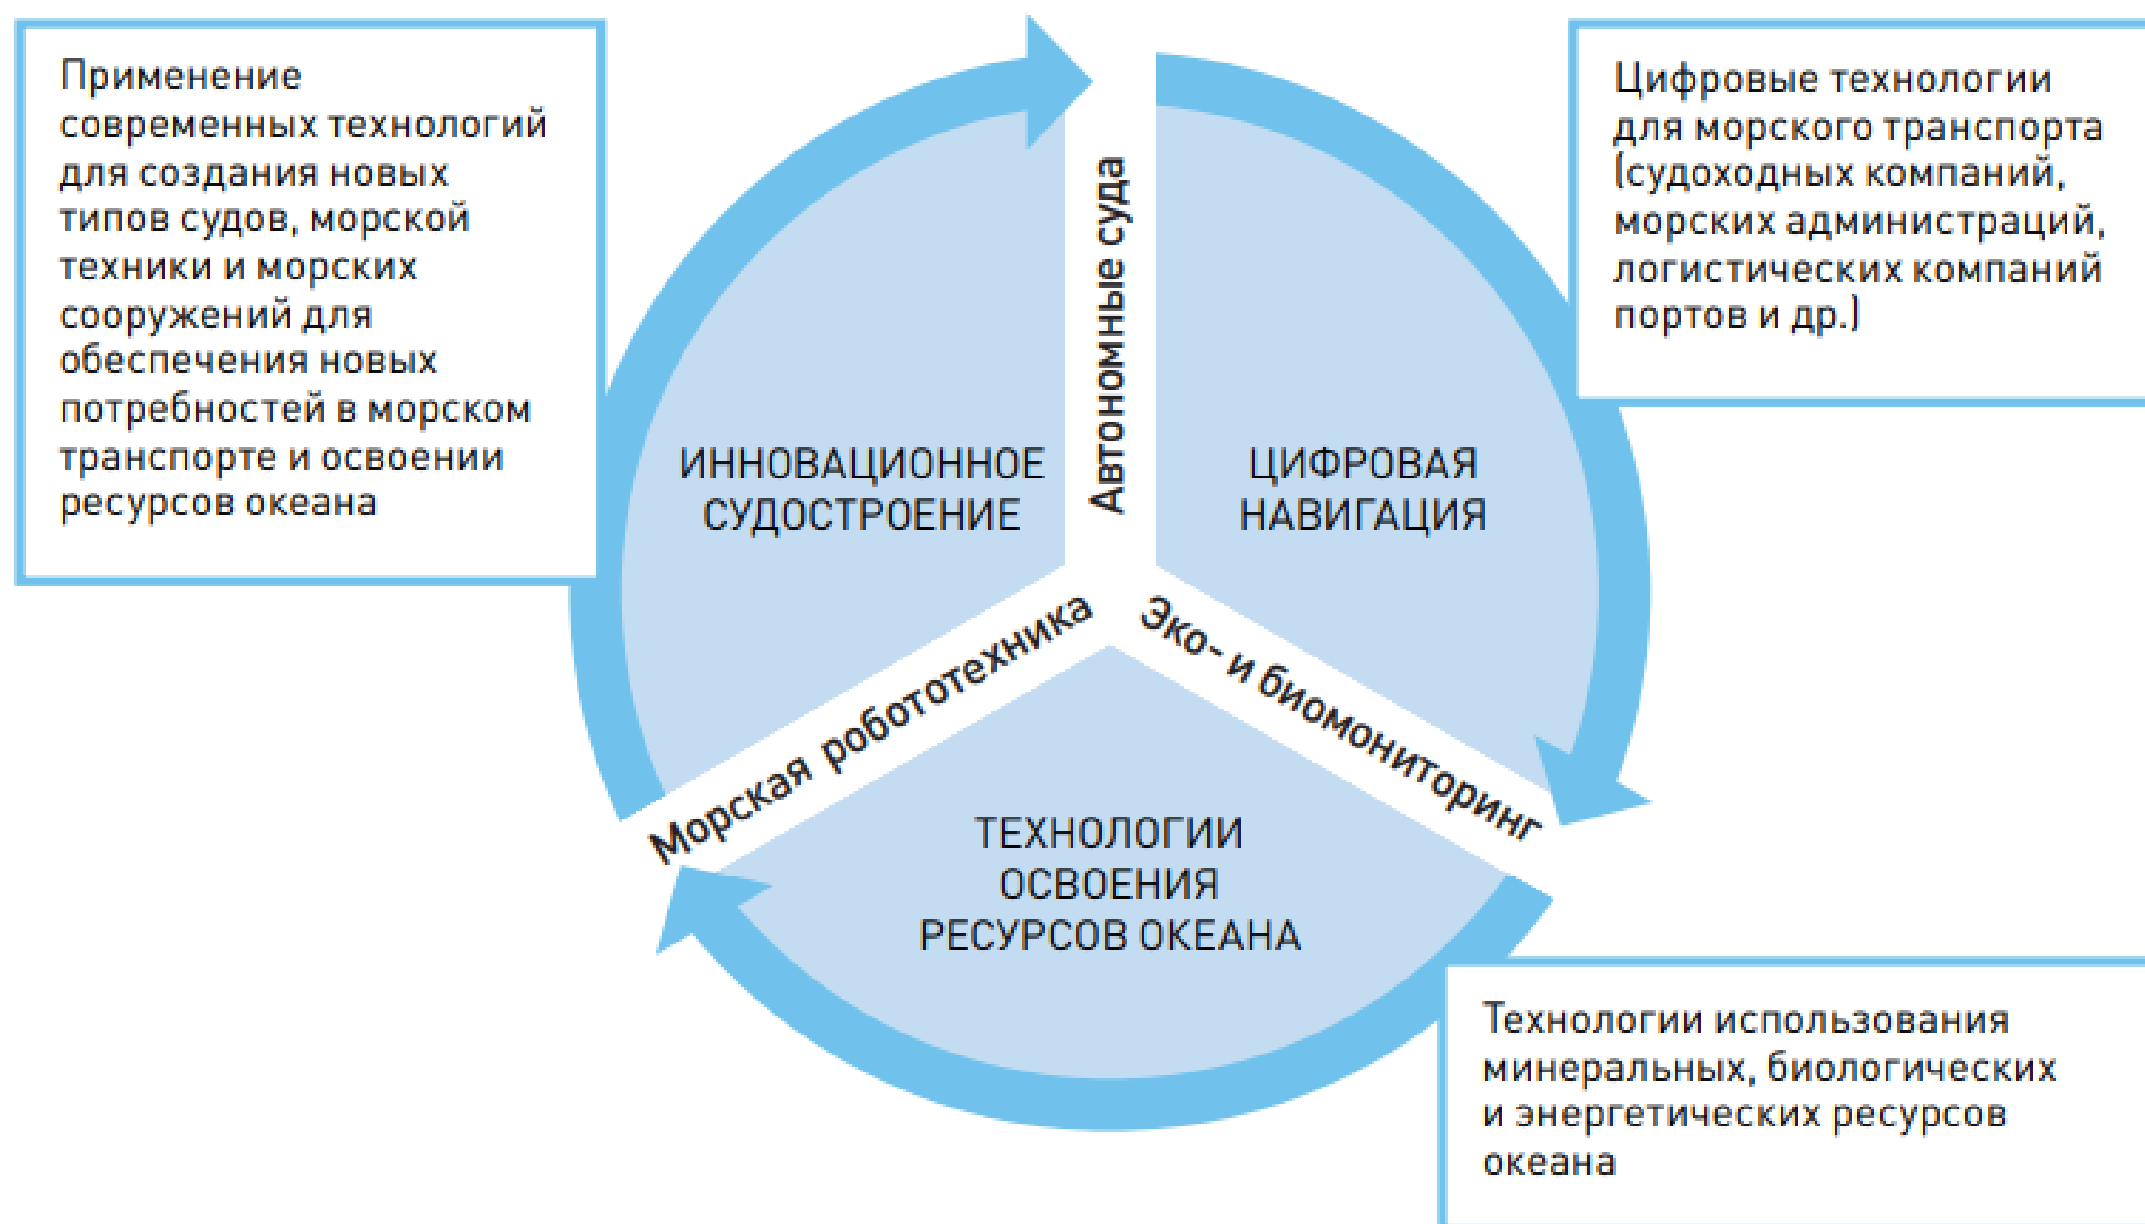 Применение
современных технологий
для создания новых
типов судов, морской
техники и морских
сооружений для
обеспечения новых
потребностей в морском
транспорте и освоении
ресурсов океана
Цифровые технологии
для морского транспорта
(судоходных компаний,
морских администраций,
логистических компаний
портов и др.)
ИННОВАЦИОННОЕ
СУДОСТРОЕНИЕ
Автономные суда
ЦИФРОВАЯ
НАВИГАЦИЯ
Морская робототехника
Эко- и биомониторинг
ТЕХНОЛОГИИ
ОСВОЕНИЯ
РЕСУРСОВ ОКЕАНА
Технологии использования
минеральных, биологических
и энергетических ресурсов
океана